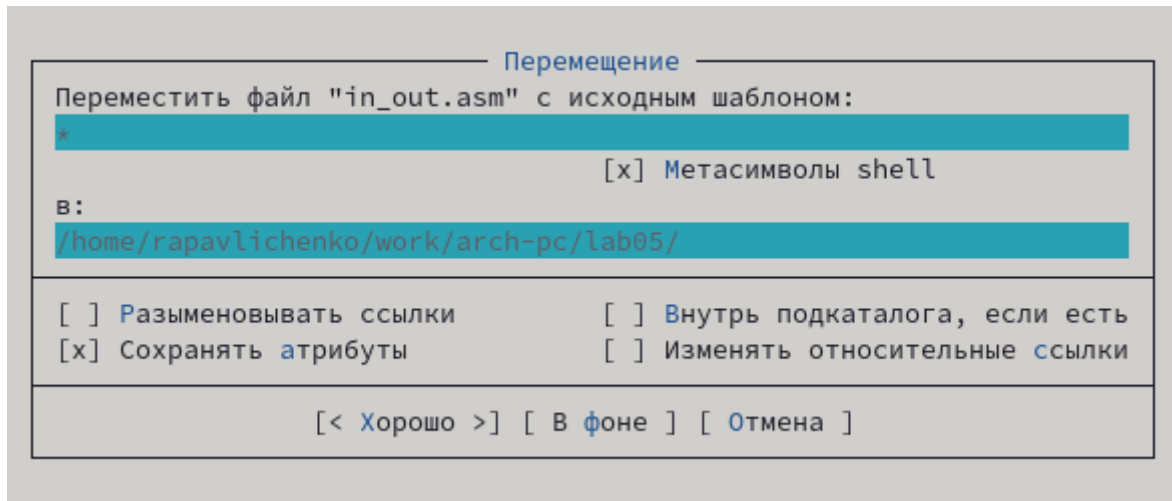 Перемещение
Переместить файл "in_out.asm" с исходным шаблоном:
*
[x] Метасимволы shell
в:
/home/rapavlichenko/work/arch-pc/lab05/
[ ] Разыменовывать ссылки [ ] Внутрь подкаталога, если есть
[x] Сохранять атрибуты [ ] Изменять относительные ссылки
[< Хорошо >] [ В фоне ] [ Отмена ]